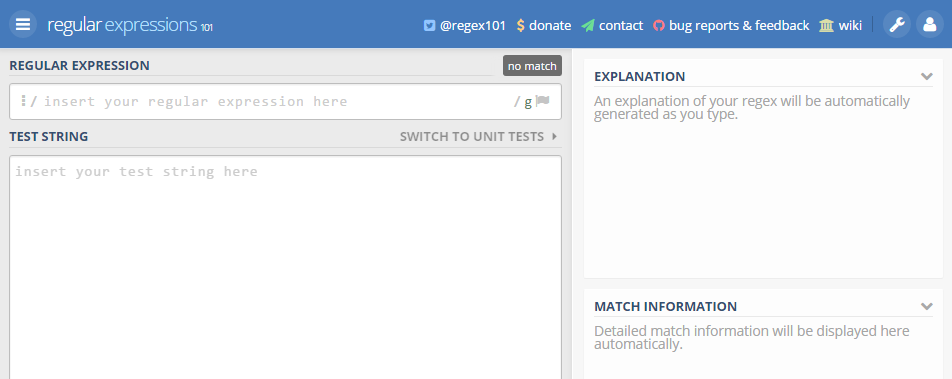 regular expressions 101
@regex101 $ donate contact bug reports & feedback wiki
REGULAR EXPRESSION
no match
/ insert your regular expression here / g
TEST STRING
SWITCH TO UNIT TESTS
insert your test string here
EXPLANATION
An explanation of your regex will be automatically
generated as you type.
MATCH INFORMATION
Detailed match information will be displayed here
automatically.